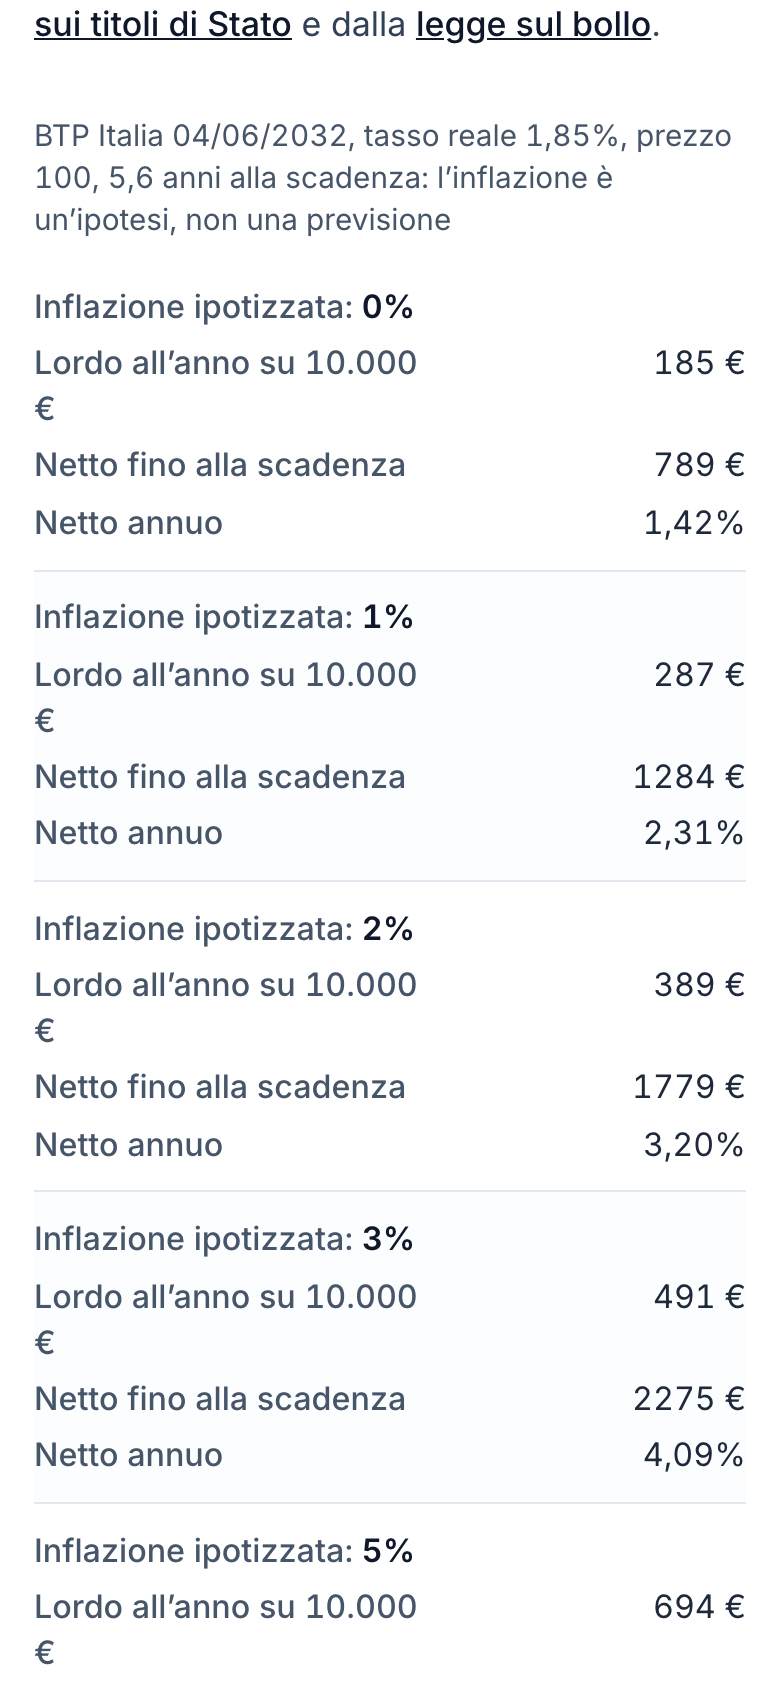 sui titoli di Stato e dalla legge sul bollo.
BTP Italia 04/06/2032, tasso reale 1,85%, prezzo
100, 5,6 anni alla scadenza: l’inflazione è
un’ipotesi, non una previsione
Inflazione ipotizzata: 0%
Lordo all’anno su 10.000 185 €
€
Netto fino alla scadenza 789 €
Netto annuo 1,42%
Inflazione ipotizzata: 1%
Lordo all’anno su 10.000 287 €
€
Netto fino alla scadenza 1284 €
Netto annuo 2,31%
Inflazione ipotizzata: 2%
Lordo all’anno su 10.000 389 €
€
Netto fino alla scadenza 1779 €
Netto annuo 3,20%
Inflazione ipotizzata: 3%
Lordo all’anno su 10.000 491 €
€
Netto fino alla scadenza 2275 €
Netto annuo 4,09%
Inflazione ipotizzata: 5%
Lordo all’anno su 10.000 694 €
€